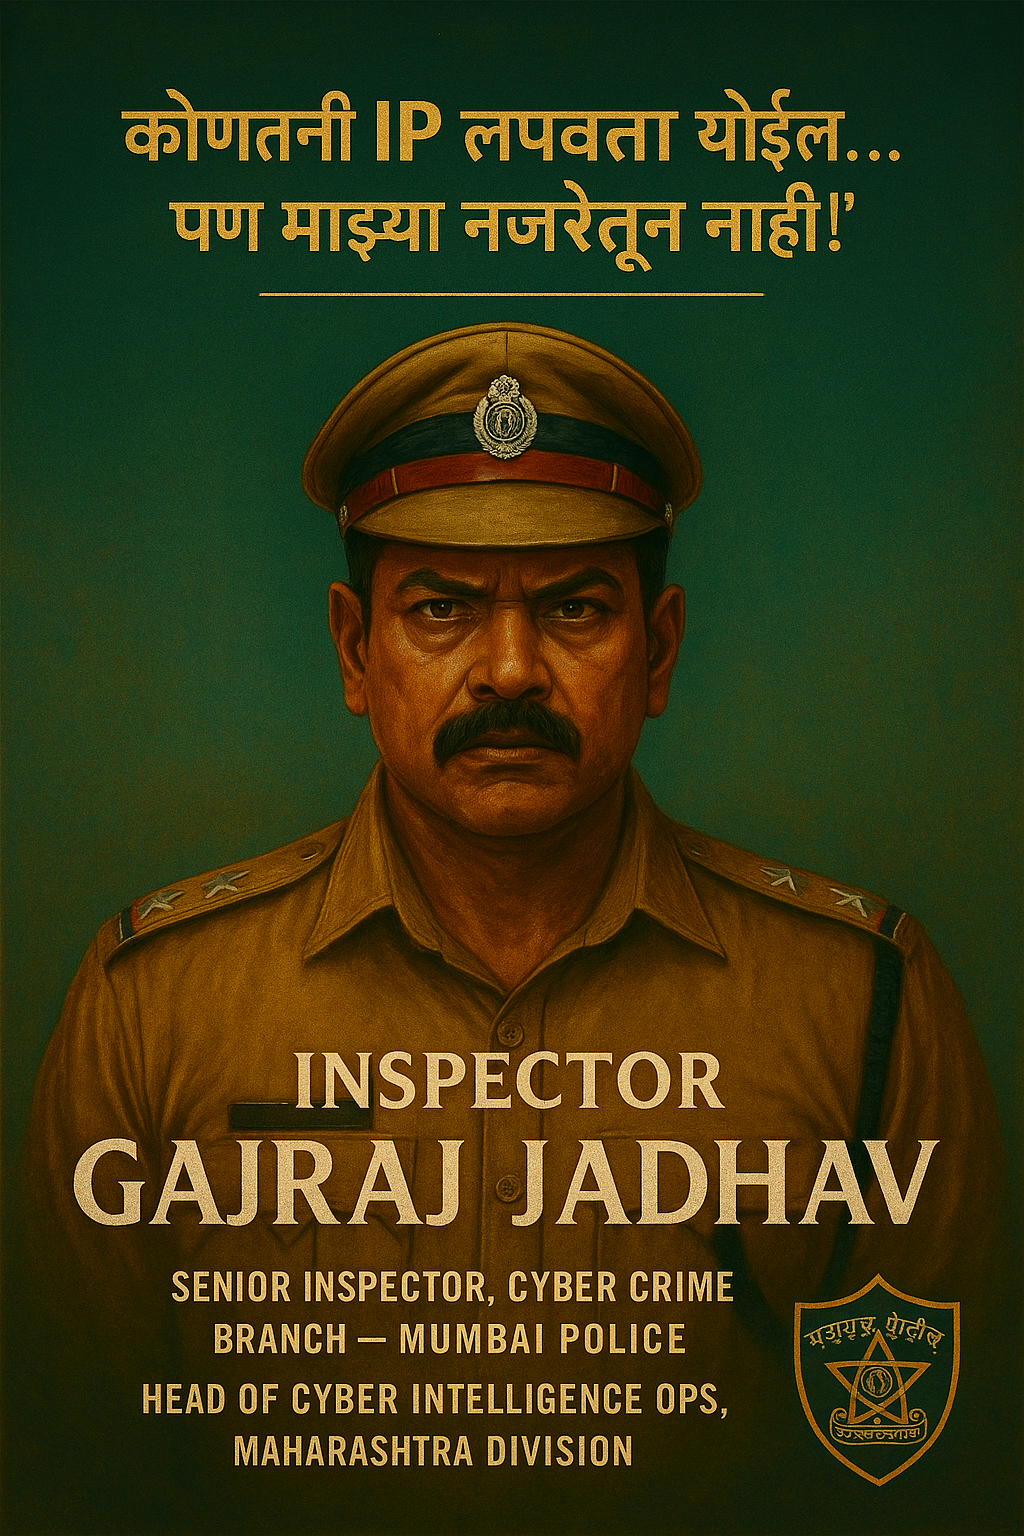 कोणतनी IP लपवता योईल...
पण माझ्या नजरेतून नाही!’
INSPECTOR
GAJRAJ JADHAV
SENIOR INSPECTOR, CYBER CRIME
BRANCH — MUMBAI POLICE
HEAD OF CYBER INTELLIGENCE OPS,
MAHARASHTRA DIVISION